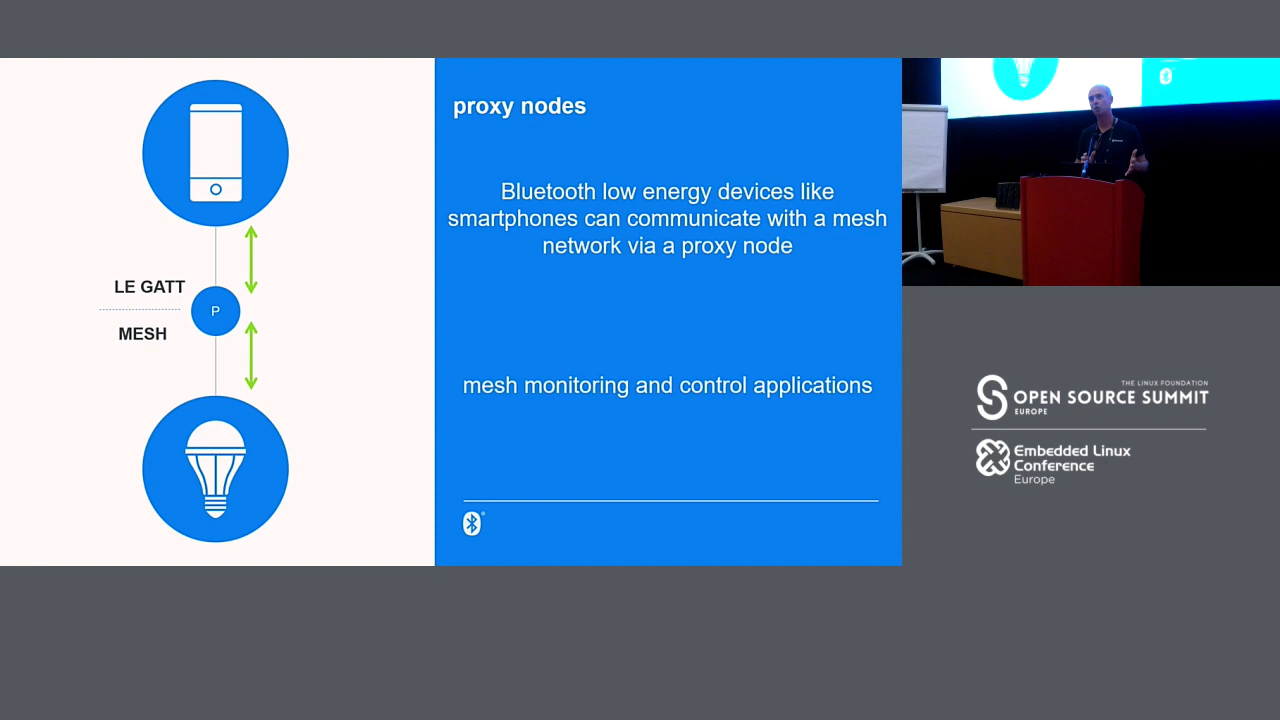 LE GATT
P
MESH
proxy nodes
Bluetooth low energy devices like
smartphones can communicate with a mesh
network via a proxy node
mesh monitoring and control applications
THE LINUX FOUNDATION
OPEN SOURCE SUMMIT
EUROPE
Embedded Linux
Conference
Europe